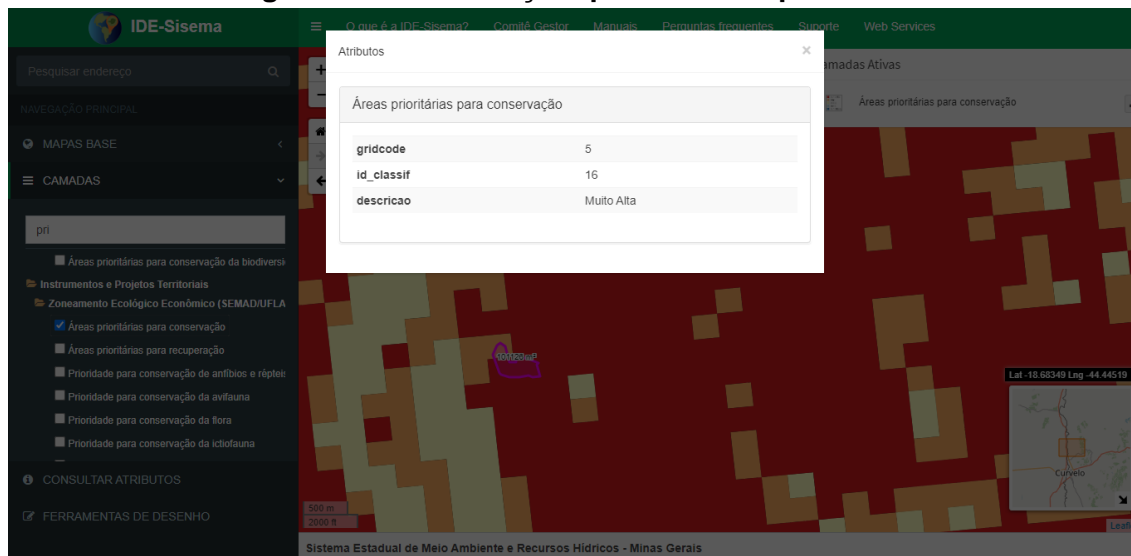 IDE-Sisema
O que é a IDE-Sisema? Comitê Gestor Manuais Perguntas frequentes Suporte Web Services
Pesquisar endereço
NAVEGAÇÃO PRINCIPAL
MAPAS BASE
CAMADAS
pri
Áreas prioritárias para conservação da biodiversi
Instrumentos e Projetos Territoriais
Zoneamento Ecológico Econômico (SEMAD/UFLA
Áreas prioritárias para conservação
Áreas prioritárias para recuperação
Prioridade para conservação de anfíbios e répteis
Prioridade para conservação da avifauna
Prioridade para conservação da flora
Prioridade para conservação da ictiofauna
CONSULTAR ATRIBUTOS
FERRAMENTAS DE DESENHO
Atributos ×
Áreas prioritárias para conservação
gridcode 5
id_classif 16
descricao Muito Alta
amadas Ativas
Áreas prioritárias para conservação
Lat -18.68349 Lng -44.44519
Curvelo
500 m
2000 ft
Leafl
Sistema Estadual de Meio Ambiente e Recursos Hídricos - Minas Gerais